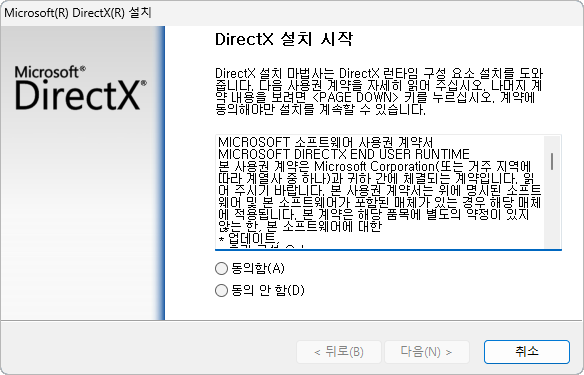 Microsoft(R) DirectX(R) 설치
Microsoft®
DirectX®
DirectX 설치 시작
DirectX 설치 마법사는 DirectX 런타임 구성 요소 설치를 도와
줍니다. 다음 사용권 계약을 자세히 읽어 주십시오. 나머지 계
약 내용을 보려면 <PAGE DOWN> 키를 누르십시오. 계약에
동의해야만 설치를 계속할 수 있습니다.
MICROSOFT 소프트웨어 사용권 계약서
MICROSOFT DIRECTX END USER RUNTIME
본 사용권 계약은 Microsoft Corporation(또는 거주 지역에
따라 계열사 중 하나)과 귀하 간에 체결되는 계약입니다. 읽
어 주시기 바랍니다. 본 사용권 계약서는 위에 명시된 소프트
웨어 및 본 소프트웨어가 포함된 매체가 있는 경우 해당 매체
에 적용됩니다. 본 계약은 해당 품목에 별도의 약정이 있지
않는 한, 본 소프트웨어에 대한
* 업데이트,
동의함(A)
동의 안 함(D)
< 뒤로(B)
다음(N) >
취소